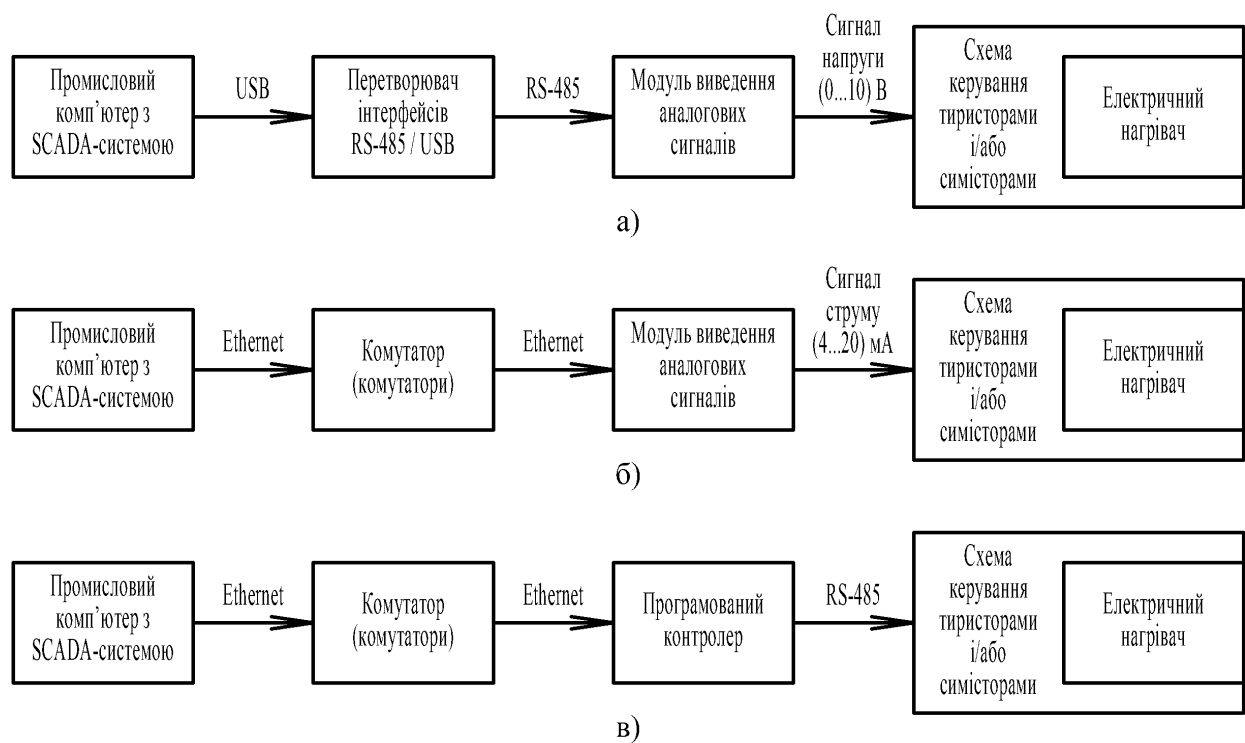 Промисловий
комп’ютер з
SCADA-системою
USB
Перетворювач
інтерфейсів
RS-485 / USB
RS-485
Модуль виведення
аналогових
сигналів
Сигнал
напруги
(0...10) В
Схема
керування
тиристорами
і/або
симісторами
Електричний
нагрівач
а)
Промисловий
комп’ютер з
SCADA-системою
Ethernet
Комутатор
(комутатори)
Ethernet
Модуль виведення
аналогових
сигналів
Сигнал
струму
(4...20) мА
Схема
керування
тиристорами
і/або
симісторами
Електричний
нагрівач
б)
Промисловий
комп’ютер з
SCADA-системою
Ethernet
Комутатор
(комутатори)
Ethernet
Програмований
контролер
RS-485
Схема
керування
тиристорами
і/або
симісторами
Електричний
нагрівач
в)